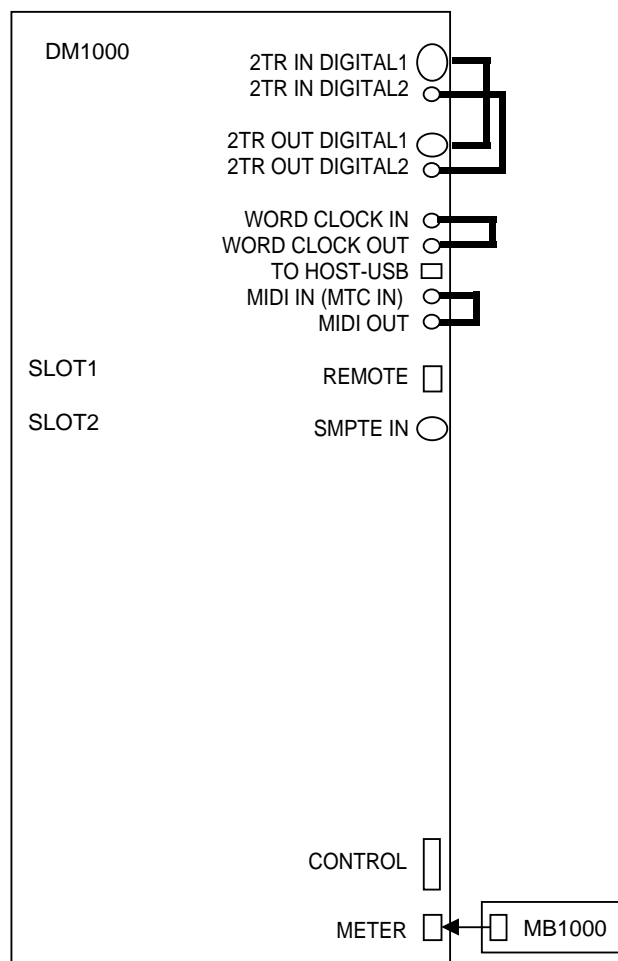 DM1000
2TR IN DIGITAL1
2TR IN DIGITAL2
2TR OUT DIGITAL1
2TR OUT DIGITAL2
WORD CLOCK IN
WORD CLOCK OUT
TO HOST-USB
MIDI IN (MTC IN)
MIDI OUT
SLOT1
REMOTE
SLOT2
SMPTE IN
CONTROL
METER
MB1000